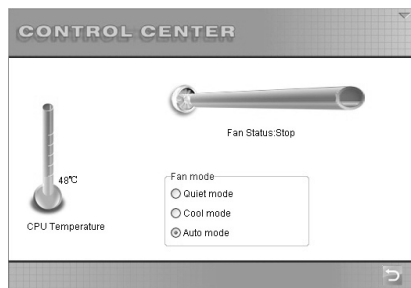 CONTROL CENTER
Fan Status:Stop
48℃
CPU Temperature
Fan mode
Quiet mode
Cool mode
Auto mode